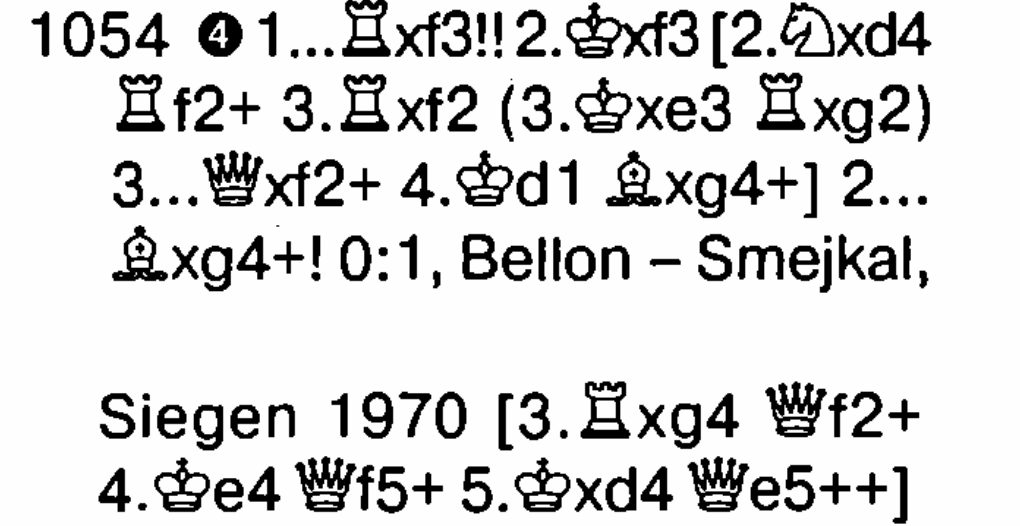 1054 ❹ 1...♖xf3!! 2.♔xf3 [2.♘xd4
♖f2+ 3.♖xf2 (3.♔xe3 ♖xg2)
3...♕xf2+ 4.♔d1 ♗xg4+] 2...
♗xg4+! 0:1, Bellon – Smejkal,
Siegen 1970 [3.♖xg4 ♕f2+
4.♔e4 ♕f5+ 5.♔xd4 ♕e5++]